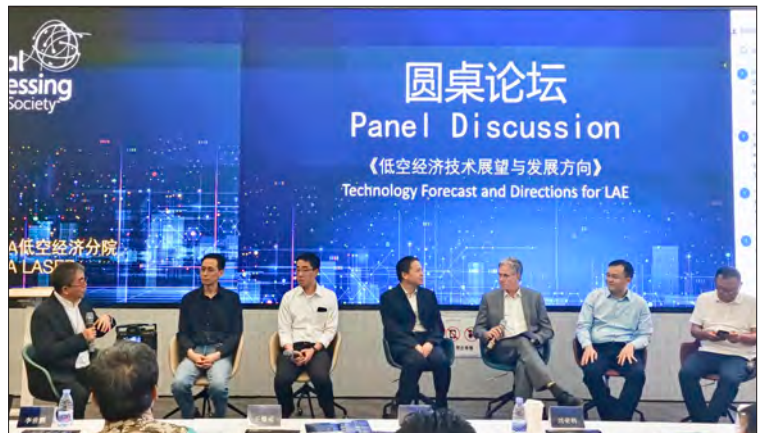 al
essing
Society
圆桌论坛
Panel Discussion
《低空经济技术展望与发展方向》
Technology Forecast and Directions for LAE
A低空经济分院